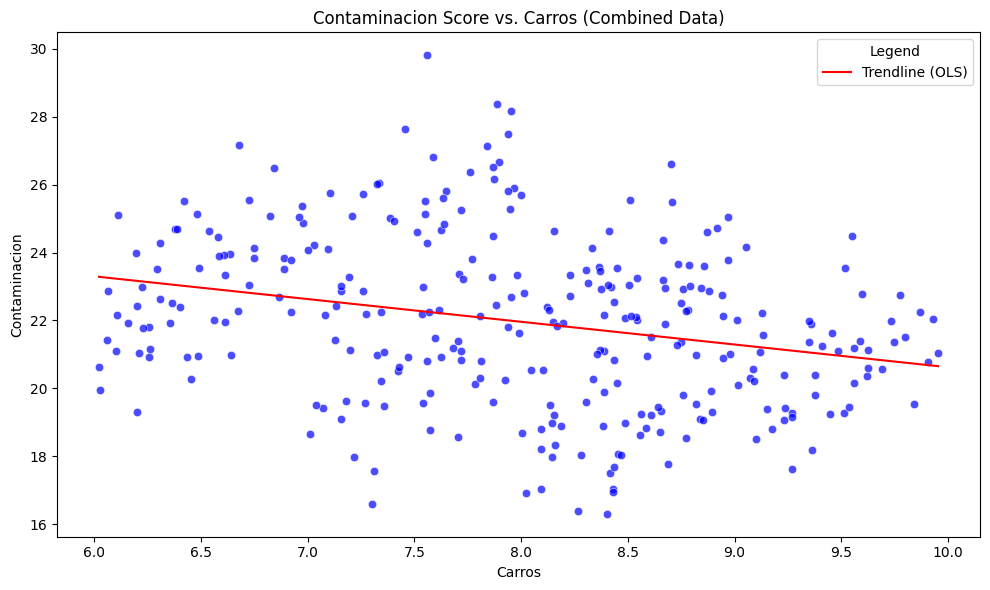 Contaminacion Score vs. Carros (Combined Data)
Legend
Trendline (OLS)
Contaminacion
30
28
26
24
22
20
18
16
6.0 6.5 7.0 7.5 8.0 8.5 9.0 9.5 10.0
Carros